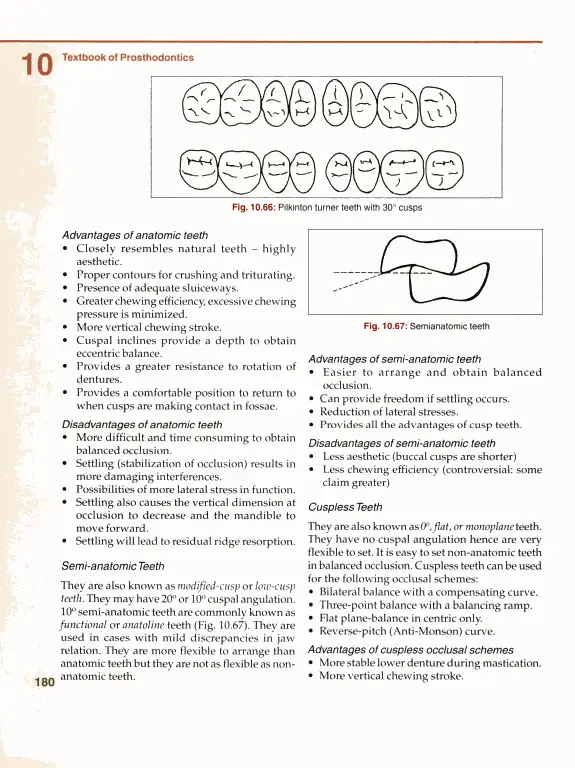 10
Textbook of Prosthodontics
Fig. 10.66: Pilkinton turner teeth with 30° cusps
Advantages of anatomic teeth
• Closely resembles natural teeth – highly
aesthetic.
• Proper contours for crushing and triturating.
• Presence of adequate sluiceways.
• Greater chewing efficiency, excessive chewing
pressure is minimized.
• More vertical chewing stroke.
• Cuspal inclines provide a depth to obtain
eccentric balance.
• Provides a greater resistance to rotation of
dentures.
• Provides a comfortable position to return to
when cusps are making contact in fossae.
Disadvantages of anatomic teeth
• More difficult and time consuming to obtain
balanced occlusion.
• Settling (stabilization of occlusion) results in
more damaging interferences.
• Possibilities of more lateral stress in function.
• Settling also causes the vertical dimension at
occlusion to decrease and the mandible to
move forward.
• Settling will lead to residual ridge resorption.
Semi-anatomic Teeth
They are also known as modified-cusp or low-cusp
teeth. They may have 20° or 10° cuspal angulation.
10° semi-anatomic teeth are commonly known as
functional or anatoline teeth (Fig. 10.67). They are
used in cases with mild discrepancies in jaw
relation. They are more flexible to arrange than
anatomic teeth but they are not as flexible as non-
anatomic teeth.
180
Fig. 10.67: Semianatomic teeth
Advantages of semi-anatomic teeth
• Easier to arrange and obtain balanced
occlusion.
• Can provide freedom if settling occurs.
• Reduction of lateral stresses.
• Provides all the advantages of cusp teeth.
Disadvantages of semi-anatomic teeth
• Less aesthetic (buccal cusps are shorter)
• Less chewing efficiency (controversial: some
claim greater)
Cuspless Teeth
They are also known as 0°, flat, or monoplane teeth.
They have no cuspal angulation hence are very
flexible to set. It is easy to set non-anatomic teeth
in balanced occlusion. Cuspless teeth can be used
for the following occlusal schemes:
• Bilateral balance with a compensating curve.
• Three-point balance with a balancing ramp.
• Flat plane-balance in centric only.
• Reverse-pitch (Anti-Monson) curve.
Advantages of cuspless occlusal schemes
• More stable lower denture during mastication.
• More vertical chewing stroke.